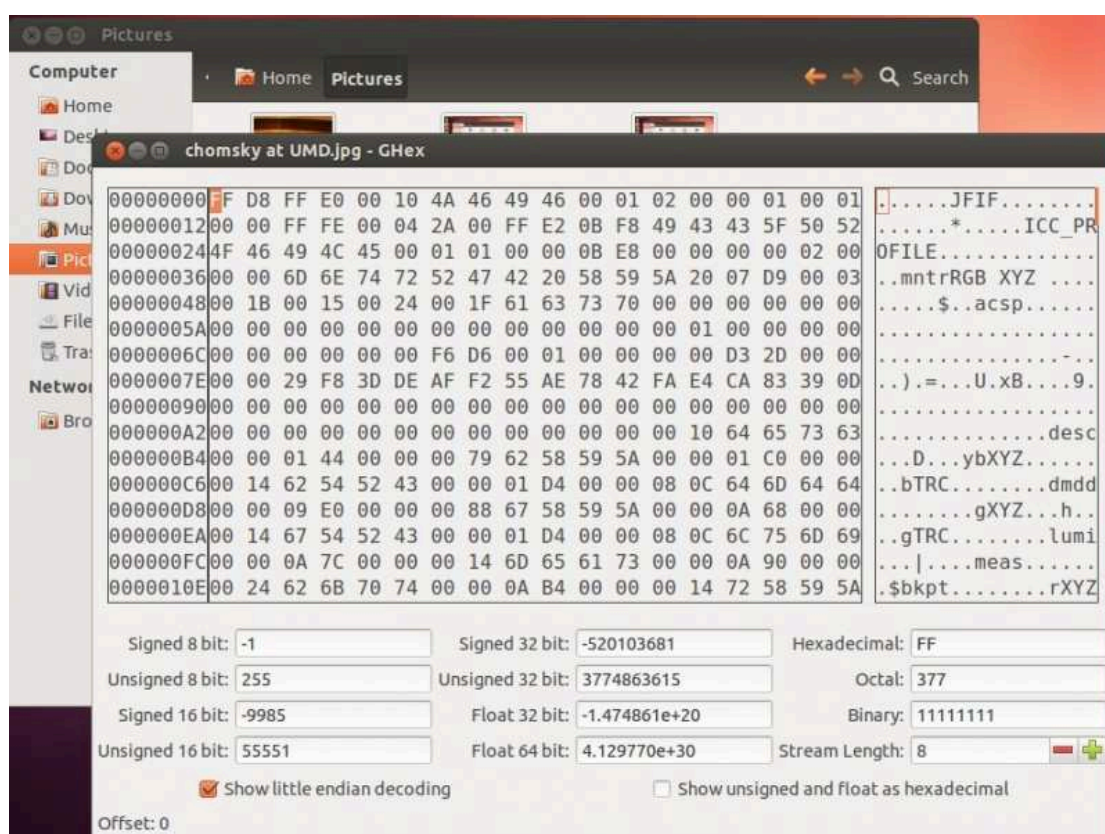 Pictures
Computer
Home Pictures Search
Home
Des
Doc
Dov
Mus
Pict
Vid
File
Tras
Networ
Bro
chomsky at UMD.jpg - GHex
00000000 FF D8 FF E0 00 10 4A 46 49 46 00 01 02 00 00 01 00 01 ......JFIF........
00000012 00 00 FF FE 00 04 2A 00 FF E2 0B F8 49 43 43 5F 50 52 ......*.....ICC_PR
00000024 4F 46 49 4C 45 00 01 01 00 00 0B E8 00 00 00 00 02 00 OFILE.............
00000036 00 00 6D 6E 74 72 52 47 42 20 58 59 5A 20 07 D9 00 03 ..mntrRGB XYZ ....
00000048 00 1B 00 15 00 24 00 1F 61 63 73 70 00 00 00 00 00 00 .....$..acsp......
0000005A 00 00 00 00 00 00 00 00 00 00 00 00 00 01 00 00 00 00 ..................
0000006C 00 00 00 00 00 F6 D6 00 01 00 00 00 00 D3 2D 00 00 ..............-..
0000007E 00 00 29 F8 3D DE AF F2 55 AE 78 42 FA E4 CA 83 39 0D ..).=...U.xB....9.
00000090 00 00 00 00 00 00 00 00 00 00 00 00 00 00 00 00 00 00 ..................
000000A2 00 00 00 00 00 00 00 00 00 00 00 00 00 10 64 65 73 63 ..............desc
000000B4 00 00 01 44 00 00 00 79 62 58 59 5A 00 00 01 C0 00 00 ...D...ybXYZ......
000000C6 00 14 62 54 52 43 00 00 01 D4 00 00 08 0C 64 6D 64 64 ..bTRC........dmdd
000000D8 00 00 09 E0 00 00 00 88 67 58 59 5A 00 00 0A 68 00 00 ........gXYZ...h..
000000EA 00 14 67 54 52 43 00 00 01 D4 00 00 08 0C 6C 75 6D 69 ..gTRC........lumi
000000FC 00 00 0A 7C 00 00 00 14 6D 65 61 73 00 00 0A 90 00 00 ...|....meas......
0000010E 00 24 62 6B 70 74 00 00 0A B4 00 00 00 14 72 58 59 5A .$bkpt........rXYZ
Signed 8 bit: -1 Signed 32 bit: -520103681 Hexadecimal: FF
Unsigned 8 bit: 255 Unsigned 32 bit: 3774863615 Octal: 377
Signed 16 bit: -9985 Float 32 bit: -1.474861e+20 Binary: 11111111
Unsigned 16 bit: 55551 Float 64 bit: 4.129770e+30 Stream Length: 8
Show little endian decoding Show unsigned and float as hexadecimal
Offset: 0